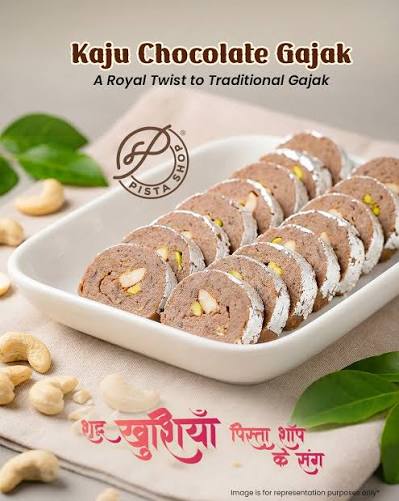 Kaju Chocolate Gajak
A Royal Twist to Traditional Gajak
PISTA SHOP
®
शुद्ध खुशियाँ पिस्ता शॉप
के संग
Image is for representation purposes only*